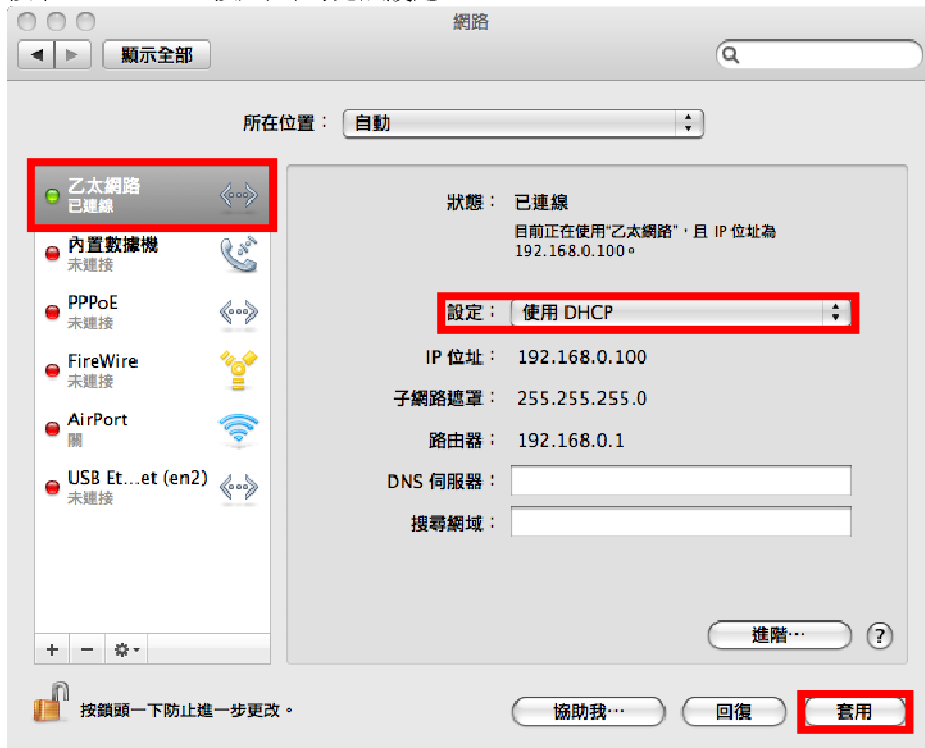 網路
顯示全部
所在位置： 自動
乙太網路
已連線
內置數據機
未連接
PPPoE
未連接
FireWire
未連接
AirPort
關
USB Et...et (en2)
未連接
狀態： 已連線
目前正在使用"乙太網路"，且 IP 位址為
192.168.0.100。
設定： 使用 DHCP
IP 位址： 192.168.0.100
子網路遮罩： 255.255.255.0
路由器： 192.168.0.1
DNS 伺服器：
搜尋網域：
進階… ?
按鎖頭一下防止進一步更改。
協助我… 回復 套用